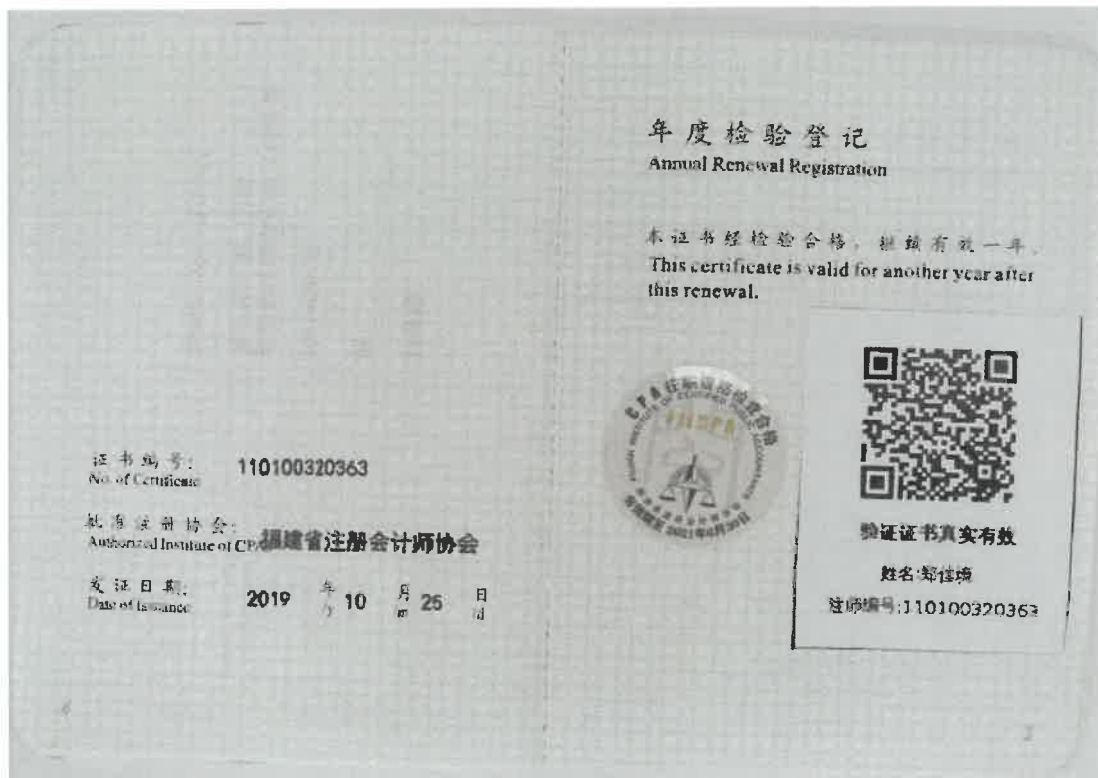 证书编号:
No. of Certificate
110100320363
批准注册协会:
Authorized Institute of CPAs
福建省注册会计师协会
发证日期:
Date of Issuance
2019 年 10 月 25 日
年度检验登记
Annual Renewal Registration
本证书经检验合格,继续有效一年。
This certificate is valid for another year after
this renewal.
验证证书真实有效
姓名:郑佳境
注师编号:110100320363